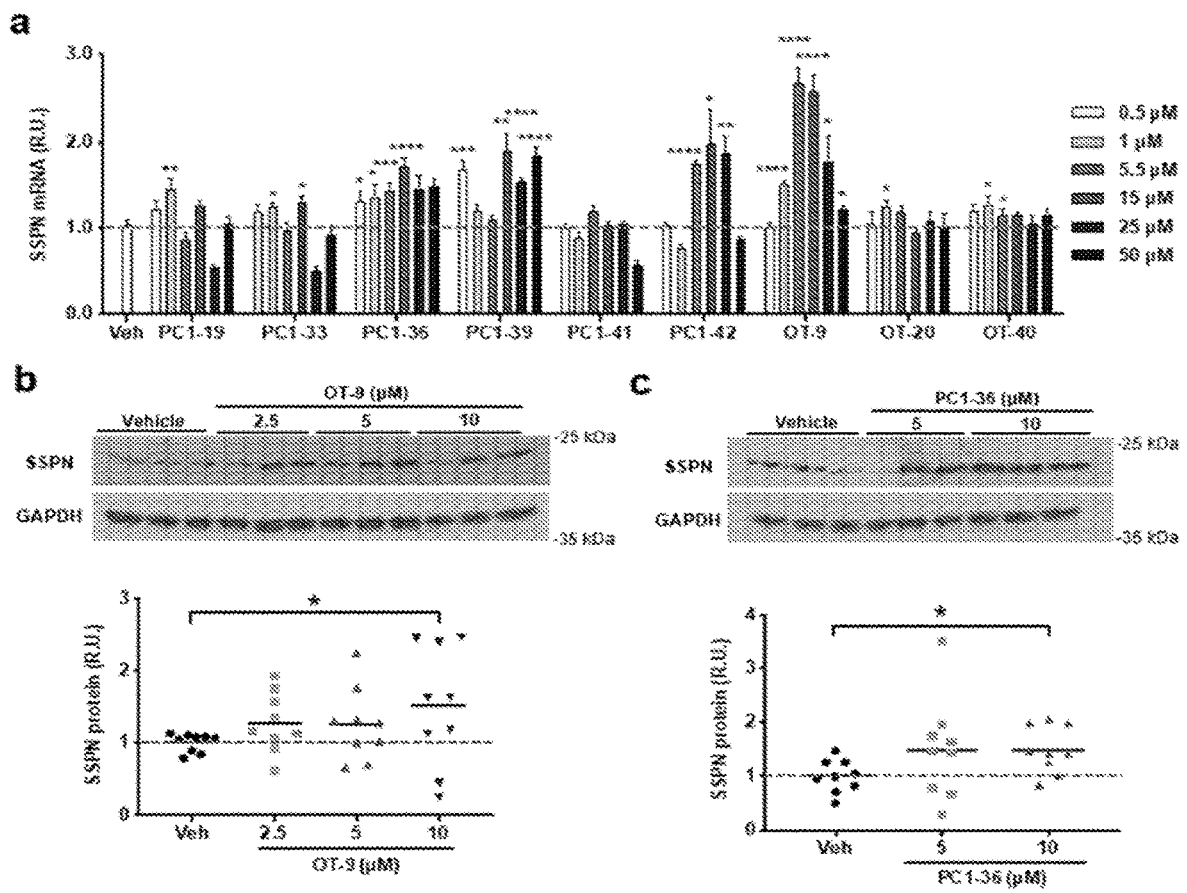 a
SSPN mRNA (R.U.)
3.0
2.0
1.0
0.0
**
* *
* * *** ****
*** ** **** ****
**** * **
**** **** **** * *
*
* *
0.5 µM
1 µM
5.5 µM
15 µM
25 µM
50 µM
Veh PC1-19 PC1-33 PC1-36 PC1-39 PC1-41 PC1-42 OT-9 OT-20 OT-40
b
OT-9 (µM)
Vehicle 2.5 5 10
SSPN
-25 kDa
GAPDH
-35 kDa
SSPN protein (R.U.)
3
2
1
0
*
Veh 2.5 5 10
OT-9 (µM)
c
PC1-36 (µM)
Vehicle 5 10
SSPN
-25 kDa
GAPDH
-35 kDa
SSPN protein (R.U.)
4
3
2
1
0
*
Veh 5 10
PC1-36 (µM)